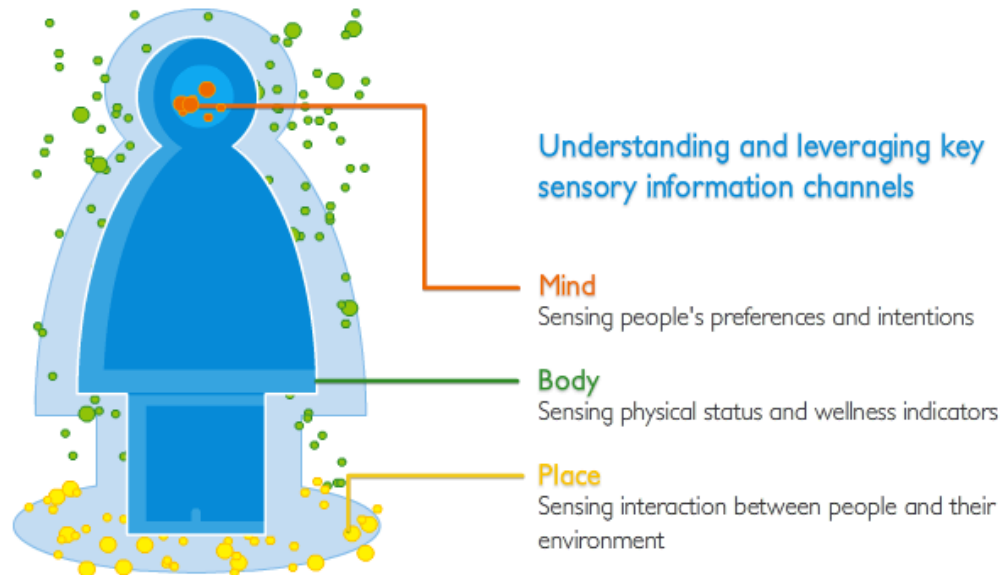 Understanding and leveraging key
sensory information channels
Mind
Sensing people's preferences and intentions
Body
Sensing physical status and wellness indicators
Place
Sensing interaction between people and their
environment